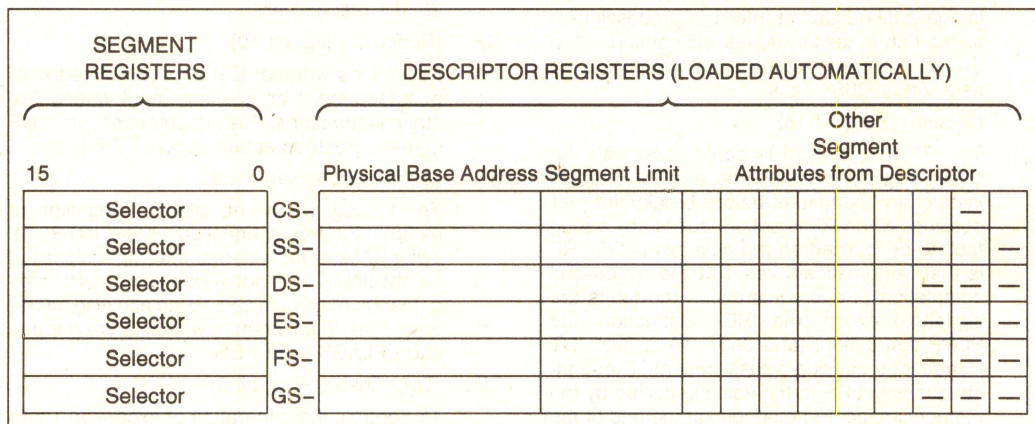 SEGMENT
REGISTERS
DESCRIPTOR REGISTERS (LOADED AUTOMATICALLY)
Other
Segment
15 0 Physical Base Address Segment Limit Attributes from Descriptor
Selector CS– —
Selector SS– — —
Selector DS– — —
Selector ES– — —
Selector FS– — — —
Selector GS– — —